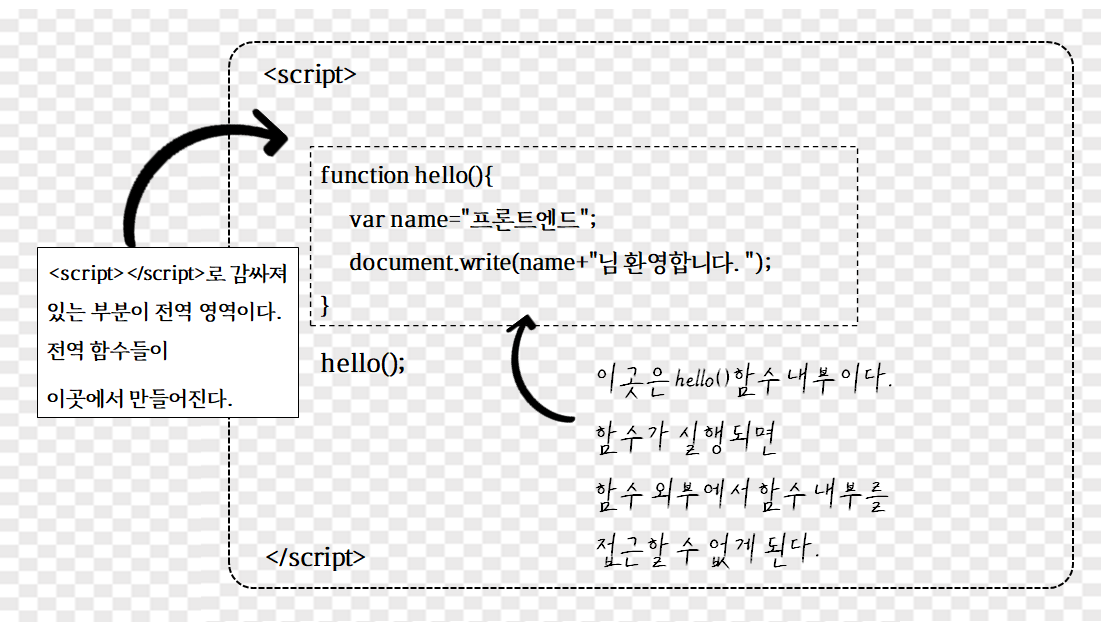 <script>
function hello(){
var name="프론트엔드";
document.write(name+"님 환영합니다. ");
}
hello();
</script>
<script></script>로 감싸져
있는 부분이 전역 영역이다.
전역 함수들이
이곳에서 만들어진다.
이곳은 hello() 함수 내부이다.
함수가 실행되면
함수 외부에서 함수 내부를
접근할 수 없게 된다.